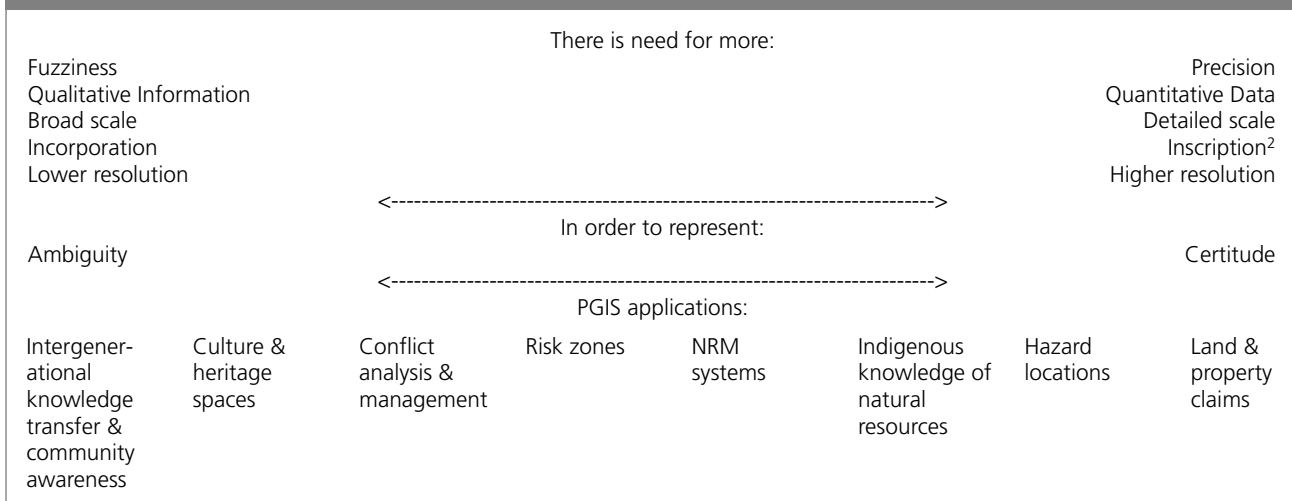 There is need for more:
Fuzziness Precision
Qualitative Information Quantitative Data
Broad scale Detailed scale
Incorporation Inscription²
Lower resolution Higher resolution
<------------------------------------------------------------------------->
In order to represent:
Ambiguity Certitude
<------------------------------------------------------------------------->
PGIS applications:
Intergener-
ational
knowledge
transfer &
community
awareness
Culture &
heritage
spaces
Conflict
analysis &
management
Risk zones
NRM
systems
Indigenous
knowledge of
natural
resources
Hazard
locations
Land &
property
claims